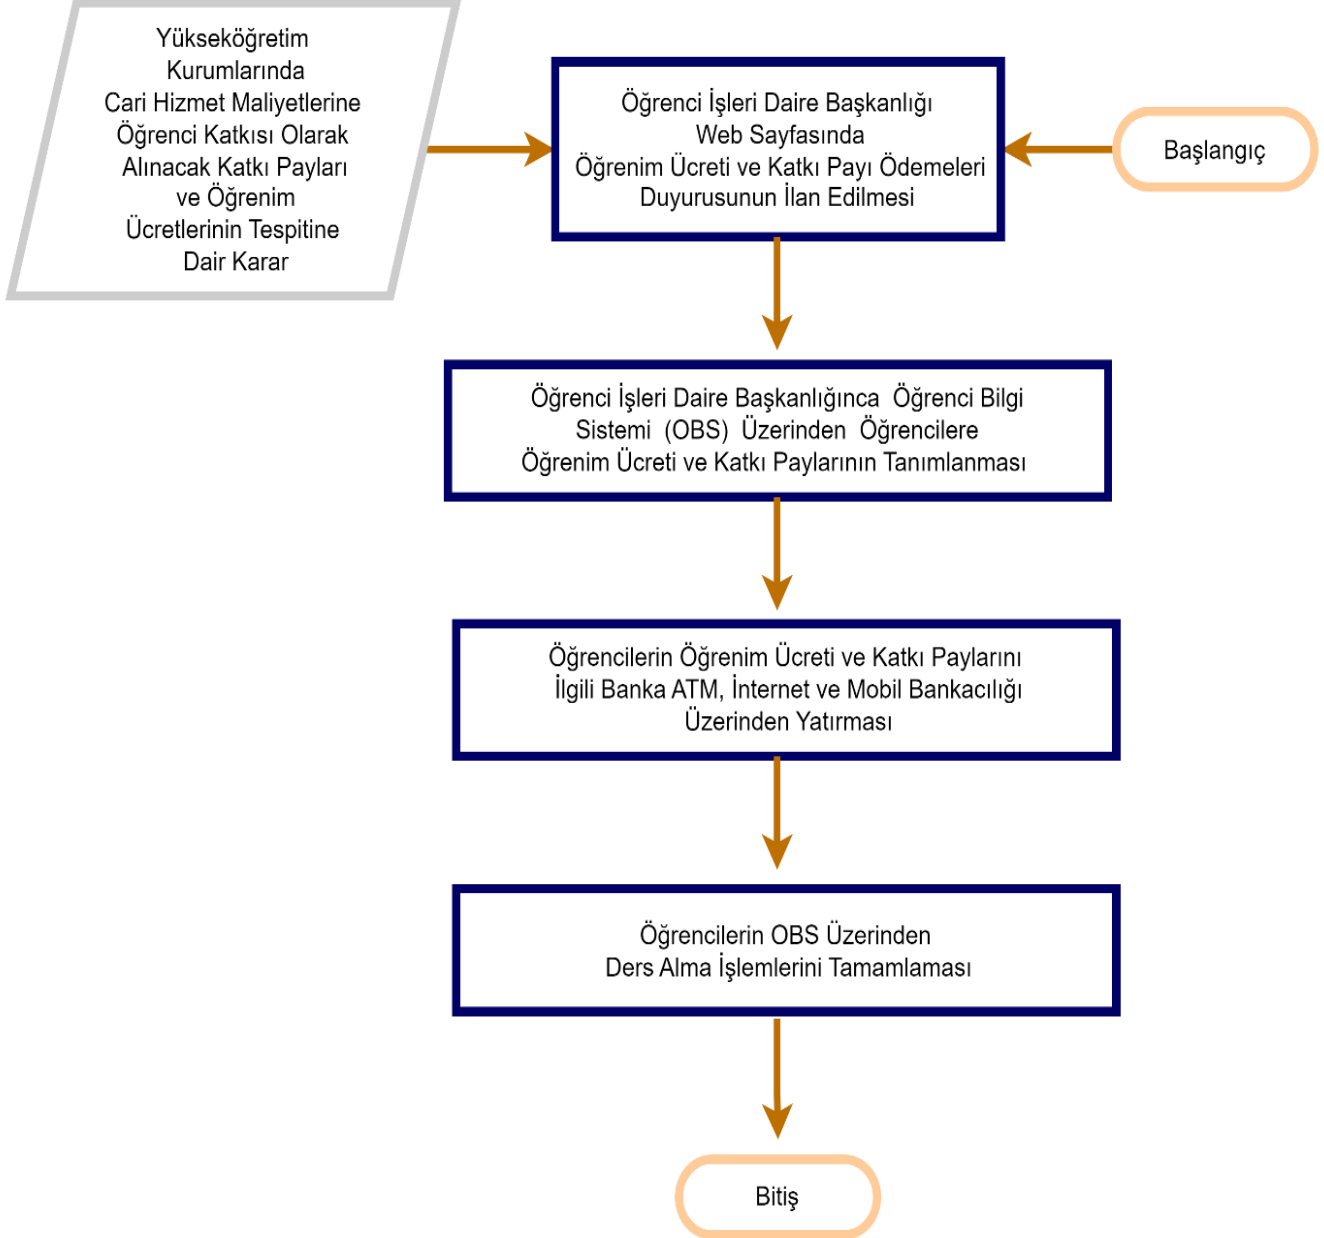 Yükseköğretim
Kurumlarında
Cari Hizmet Maliyetlerine
Öğrenci Katkısı Olarak
Alınacak Katkı Payları
ve Öğrenim
Ücretlerinin Tespitine
Dair Karar
Öğrenci İşleri Daire Başkanlığı
Web Sayfasında
Öğrenim Ücreti ve Katkı Payı Ödemeleri
Duyurusunun İlan Edilmesi
Başlangıç
Öğrenci İşleri Daire Başkanlığınca Öğrenci Bilgi
Sistemi (OBS) Üzerinden Öğrencilere
Öğrenim Ücreti ve Katkı Paylarının Tanımlanması
Öğrencilerin Öğrenim Ücreti ve Katkı Paylarını
İlgili Banka ATM, İnternet ve Mobil Bankacılığı
Üzerinden Yatırması
Öğrencilerin OBS Üzerinden
Ders Alma İşlemlerini Tamamlaması
Bitiş